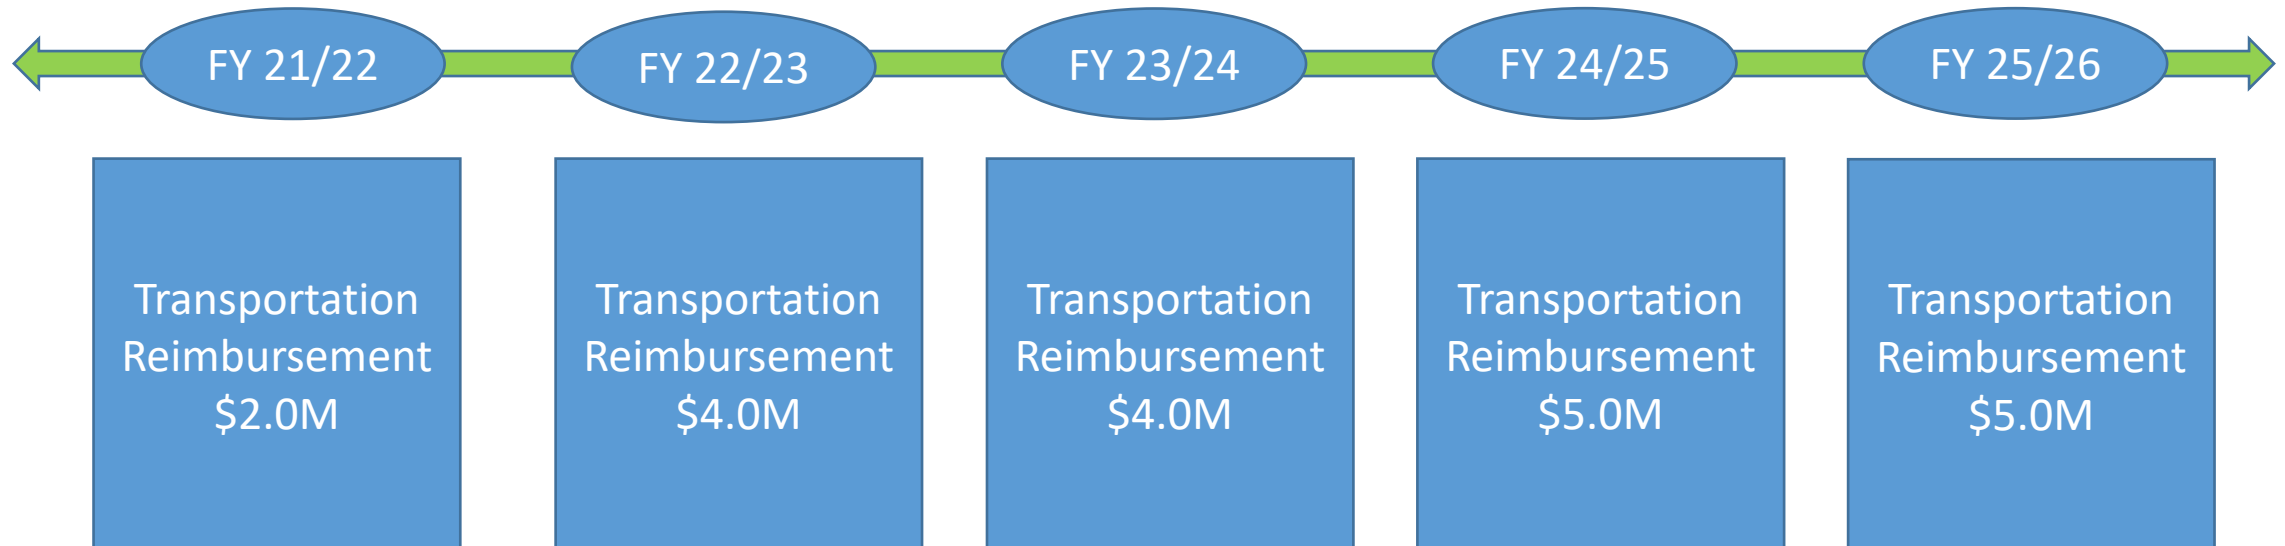 FY 21/22
FY 22/23
FY 23/24
FY 24/25
FY 25/26
Transportation
Reimbursement
$2.0M
Transportation
Reimbursement
$4.0M
Transportation
Reimbursement
$4.0M
Transportation
Reimbursement
$5.0M
Transportation
Reimbursement
$5.0M